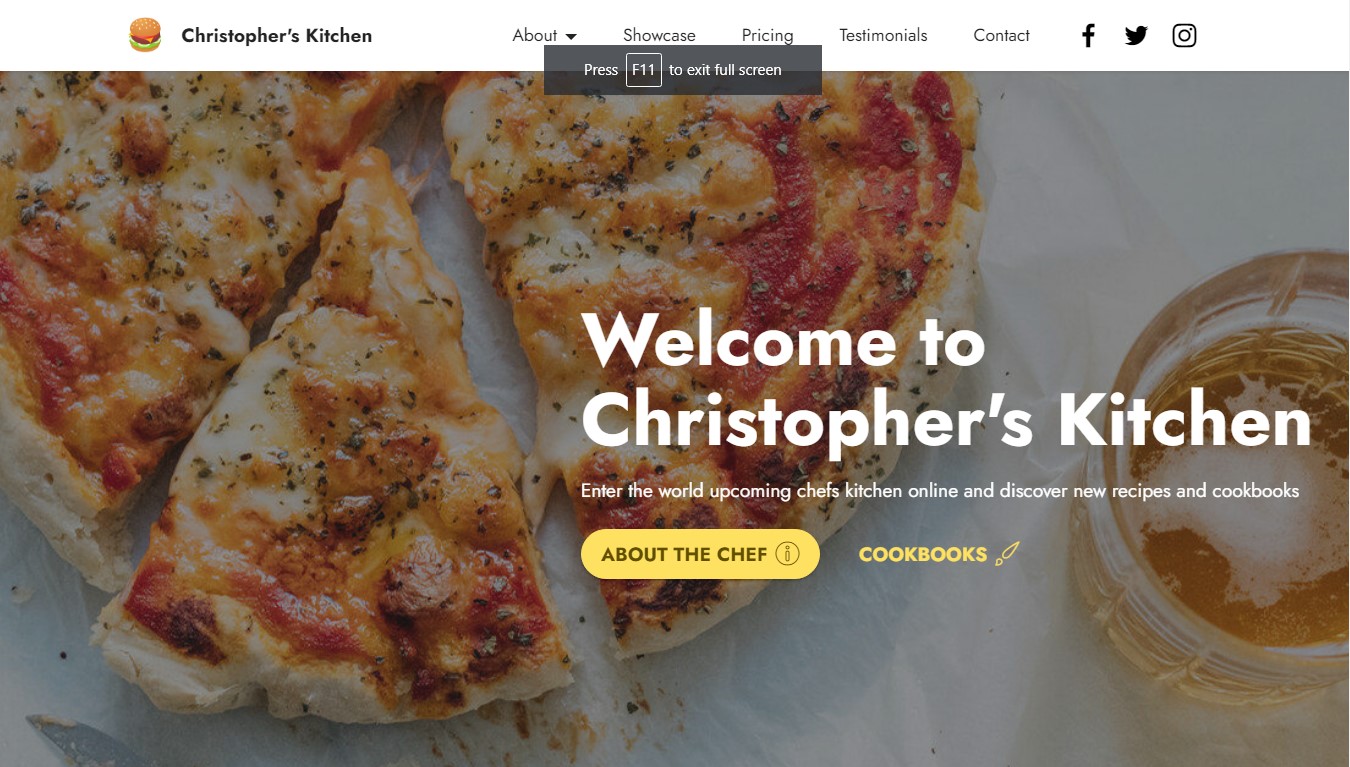 Christopher's Kitchen
About
Showcase
Pricing
Testimonials
Contact
Press F11 to exit full screen
Welcome to
Christopher's Kitchen
Enter the world upcoming chefs kitchen online and discover new recipes and cookbooks
ABOUT THE CHEF
COOKBOOKS